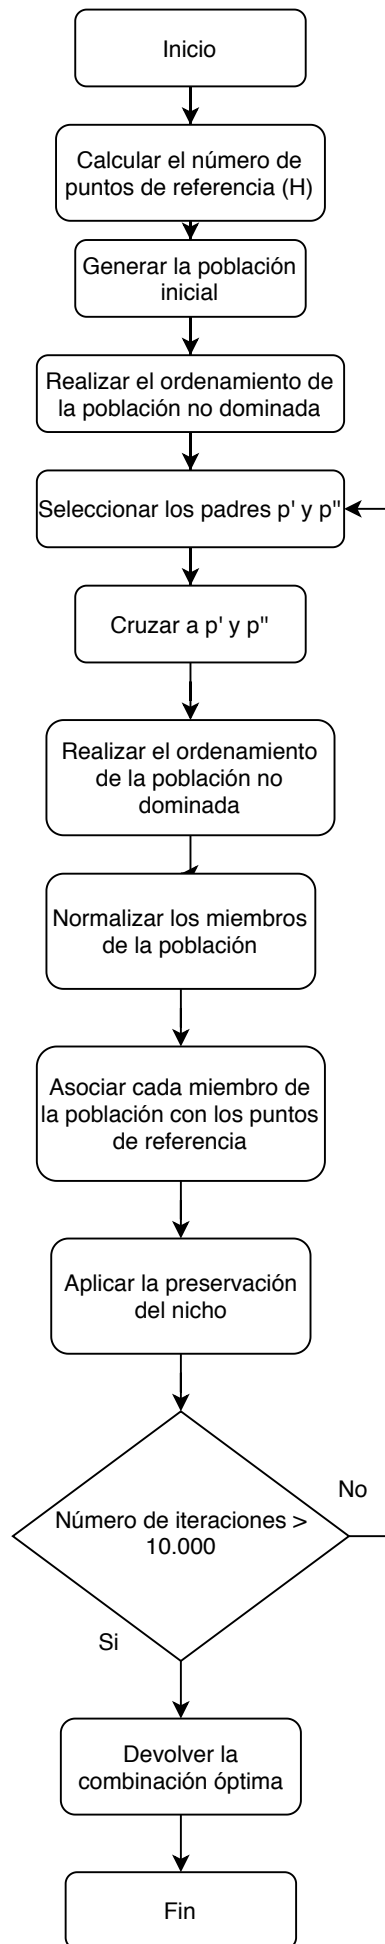 Inicio
Calcular el número de
puntos de referencia (H)
Generar la población
inicial
Realizar el ordenamiento de
la población no dominada
Seleccionar los padres p' y p"
Cruzar a p' y p"
Realizar el ordenamiento
de la población no
dominada
Normalizar los miembros
de la población
Asociar cada miembro de
la población con los puntos
de referencia
Aplicar la preservación
del nicho
No
Número de iteraciones >
10.000
Si
Devolver la
combinación óptima
Fin